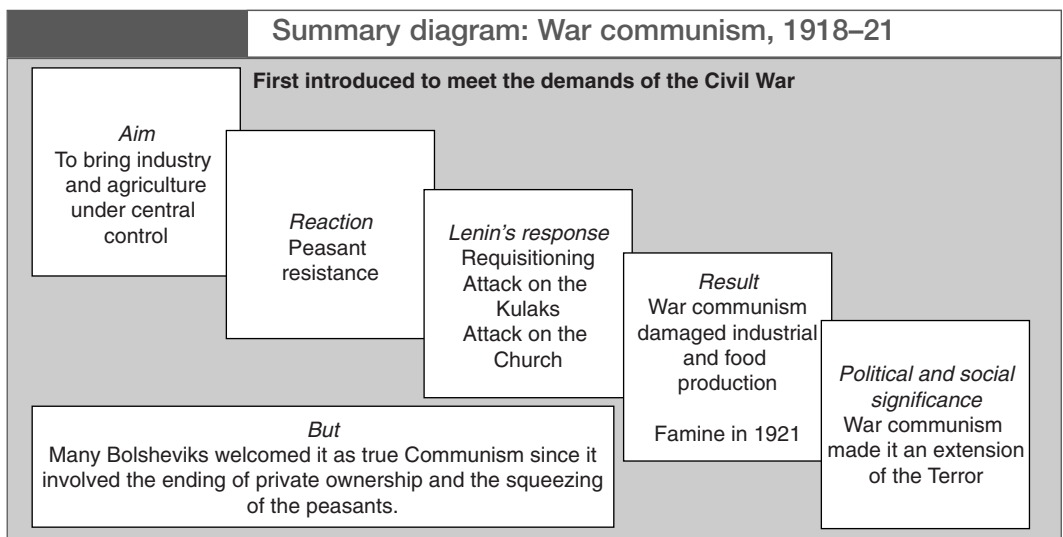 Summary diagram: War communism, 1918–21
First introduced to meet the demands of the Civil War
Aim
To bring industry
and agriculture
under central
control
Reaction
Peasant
resistance
Lenin's response
Requisitioning
Attack on the
Kulaks
Attack on the
Church
Result
War communism
damaged industrial
and food
production
Famine in 1921
Political and social
significance
War communism
made it an extension
of the Terror
But
Many Bolsheviks welcomed it as true Communism since it
involved the ending of private ownership and the squeezing
of the peasants.